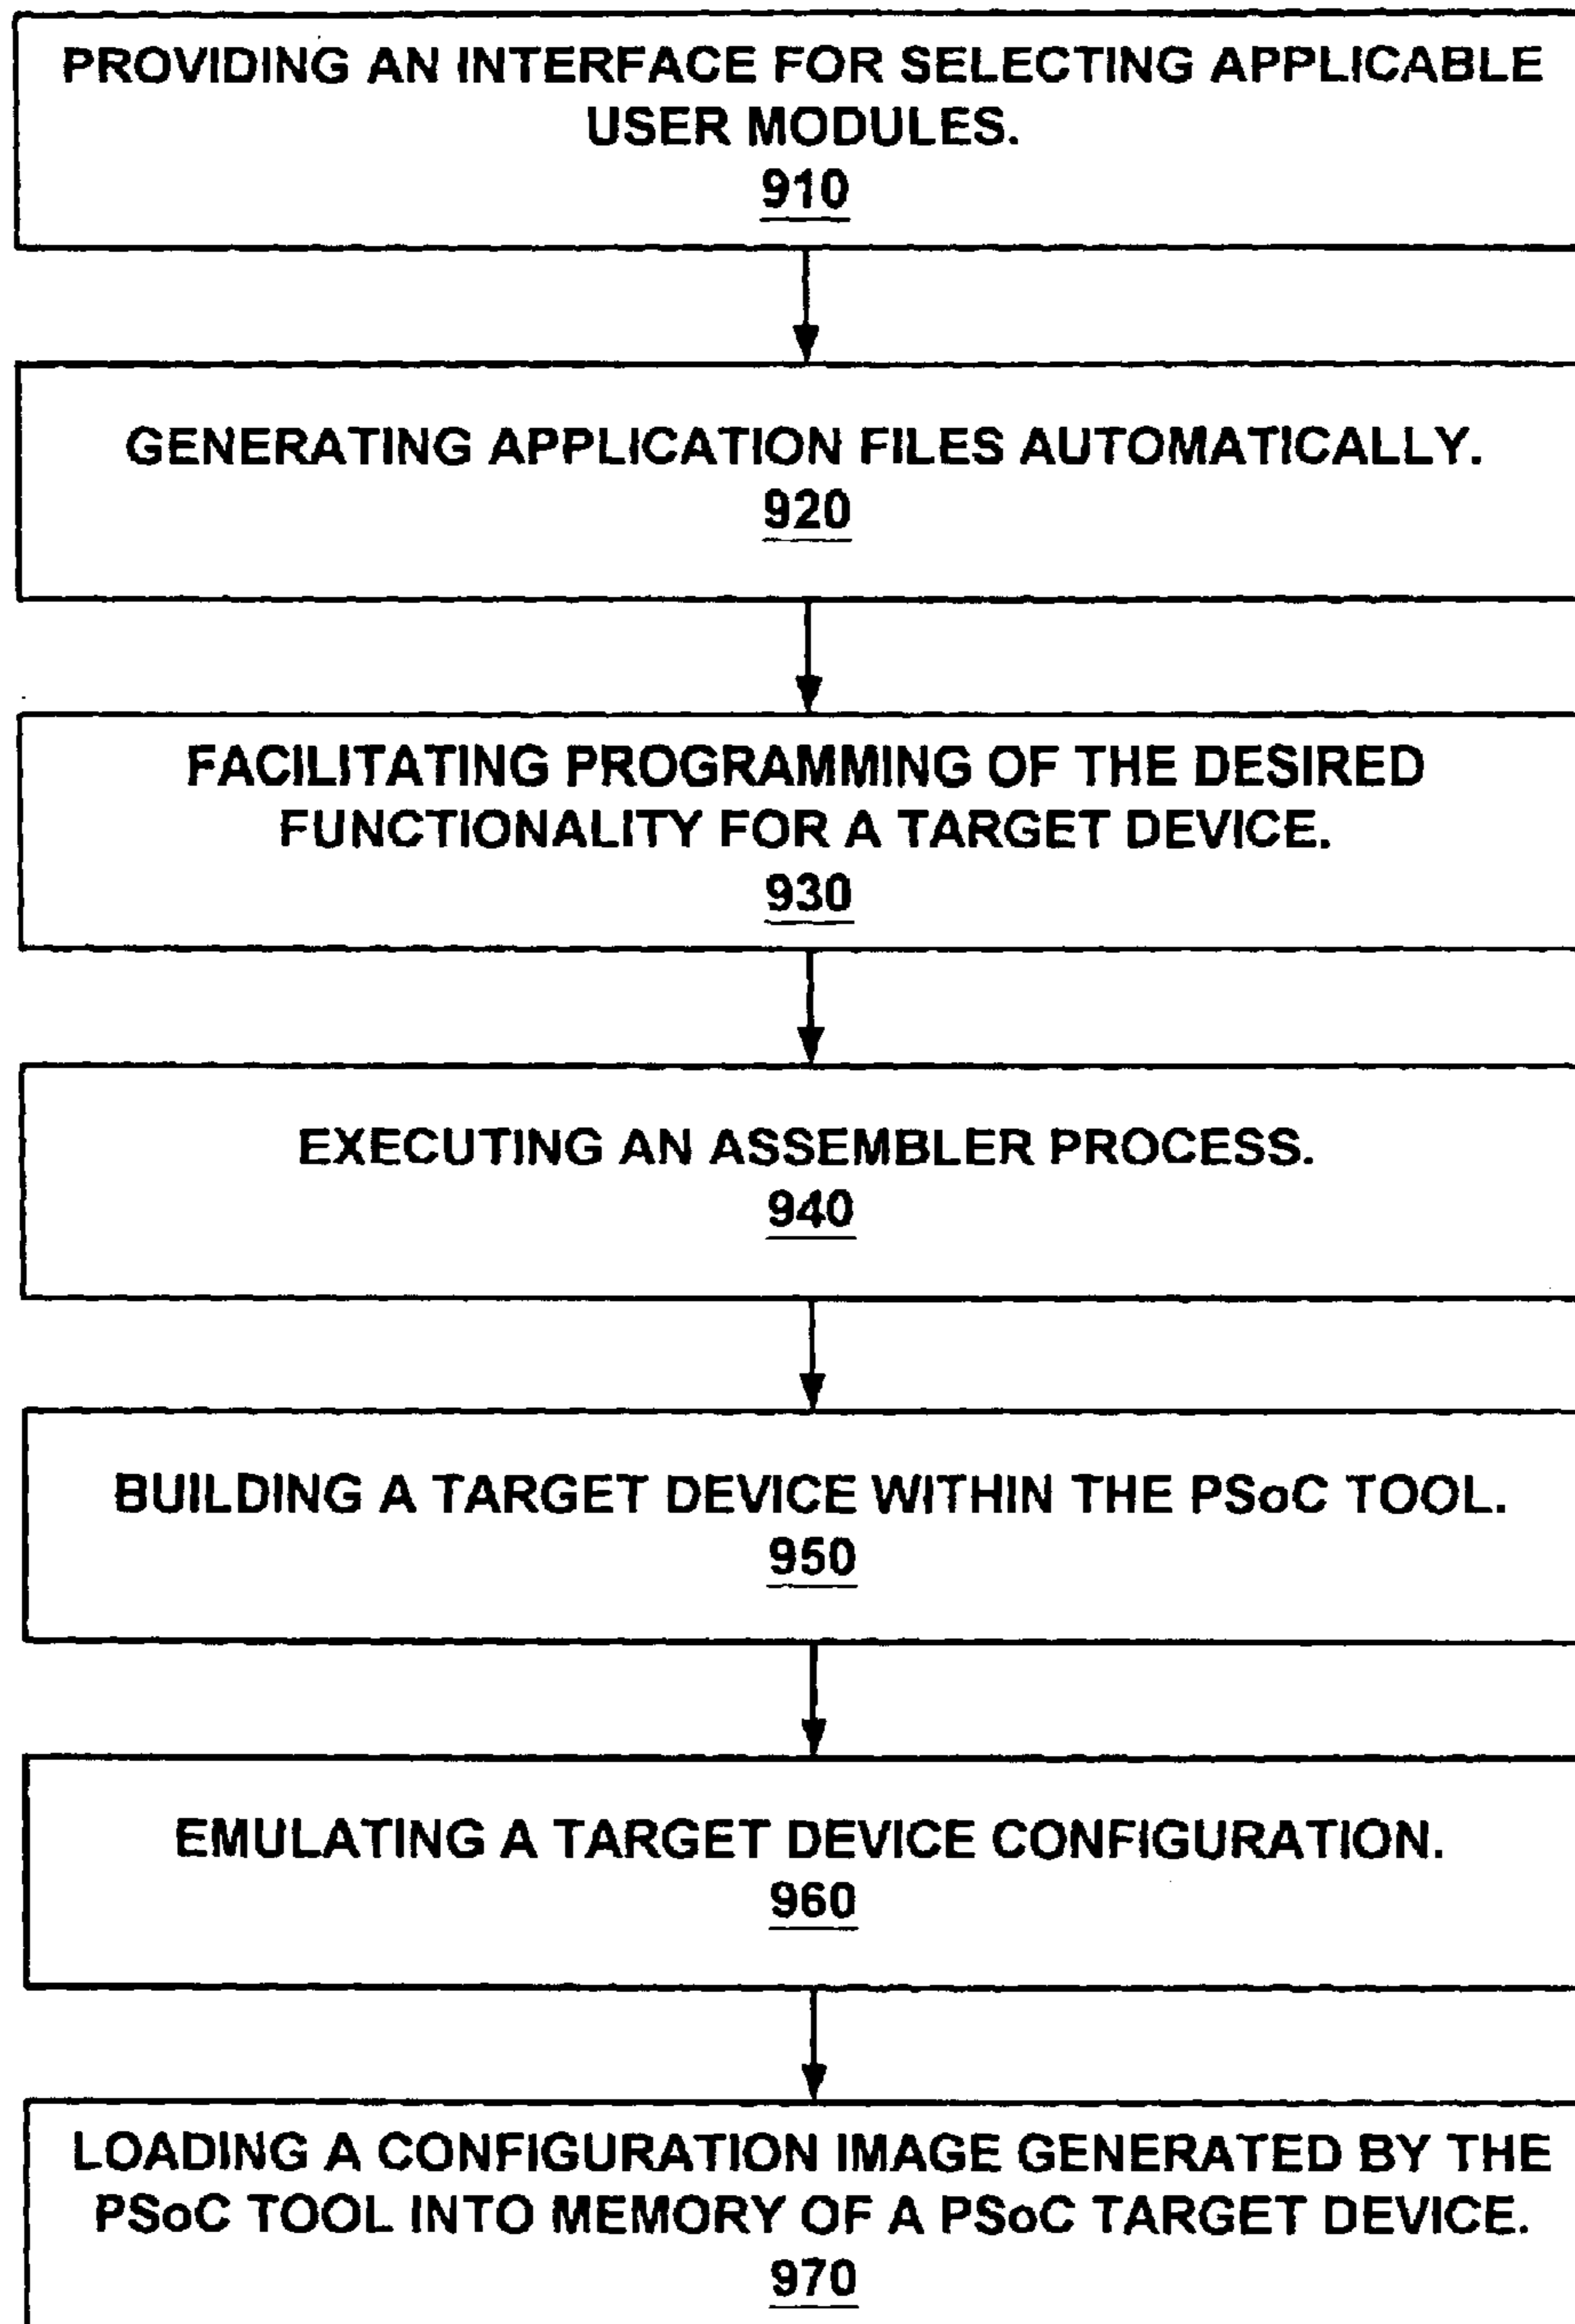 PROVIDING AN INTERFACE FOR SELECTING APPLICABLE
USER MODULES.
910
GENERATING APPLICATION FILES AUTOMATICALLY.
920
FACILITATING PROGRAMMING OF THE DESIRED
FUNCTIONALITY FOR A TARGET DEVICE.
930
EXECUTING AN ASSEMBLER PROCESS.
940
BUILDING A TARGET DEVICE WITHIN THE PSoC TOOL.
950
EMULATING A TARGET DEVICE CONFIGURATION.
960
LOADING A CONFIGURATION IMAGE GENERATED BY THE
PSoC TOOL INTO MEMORY OF A PSoC TARGET DEVICE.
970